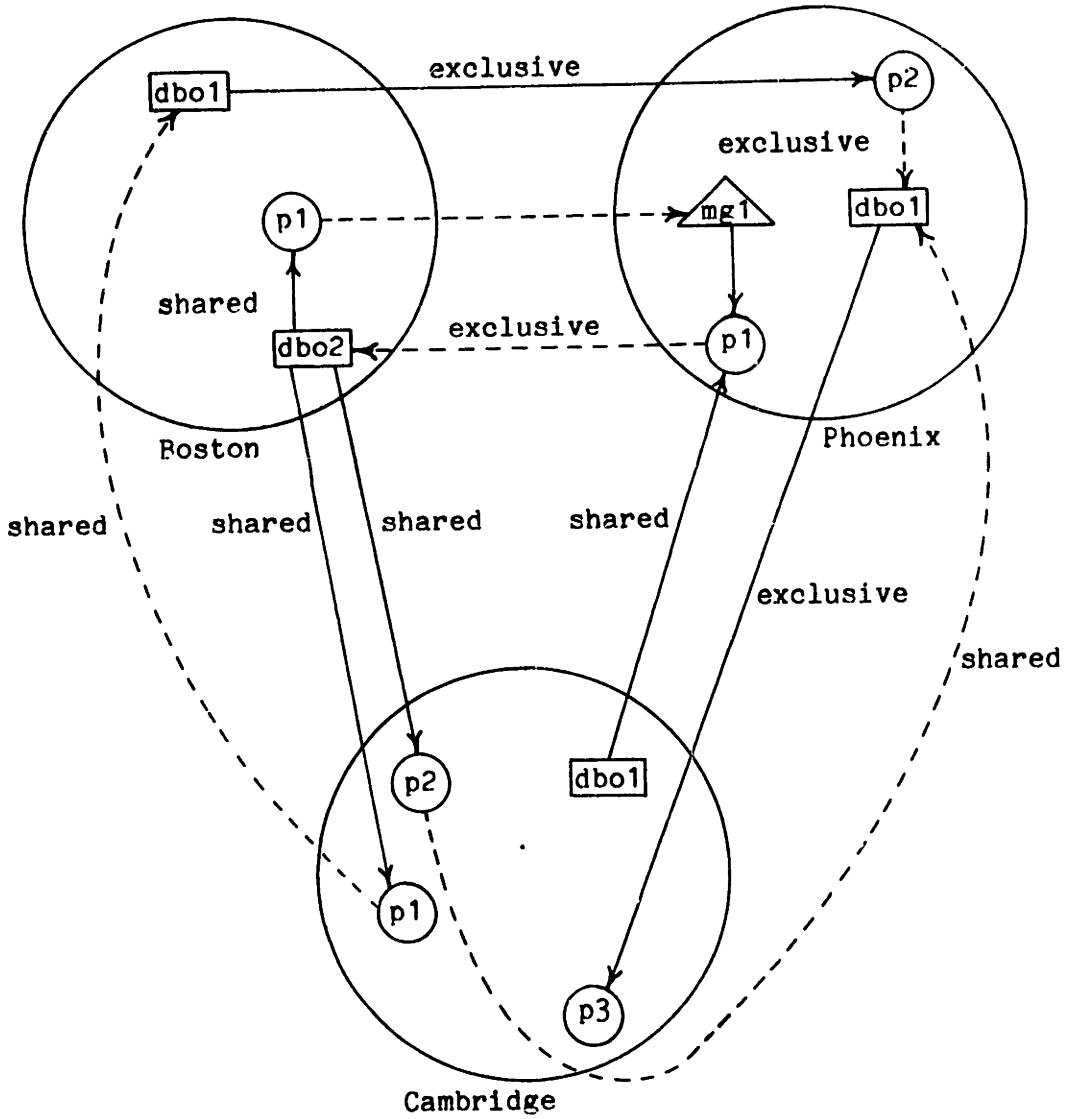 exclusive
dbo1
p2
exclusive
p1
mg1
dbo1
shared
exclusive
dbo2
p1
Boston
Phoenix
shared
shared
shared
shared
exclusive
shared
p2
dbo1
p1
p3
Cambridge